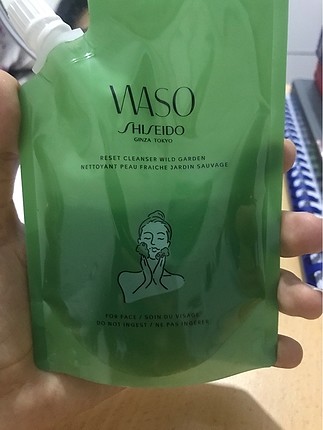 WASO
SHISEIDO
GINZA TOKYO
RESET CLEANSER WILD GARDEN
NETTOYANT PEAU FRAICHE JARDIN SAUVAGE
FOR FACE / SOIN DU VISAGE
DO NOT INGEST / NE PAS INGÉRER